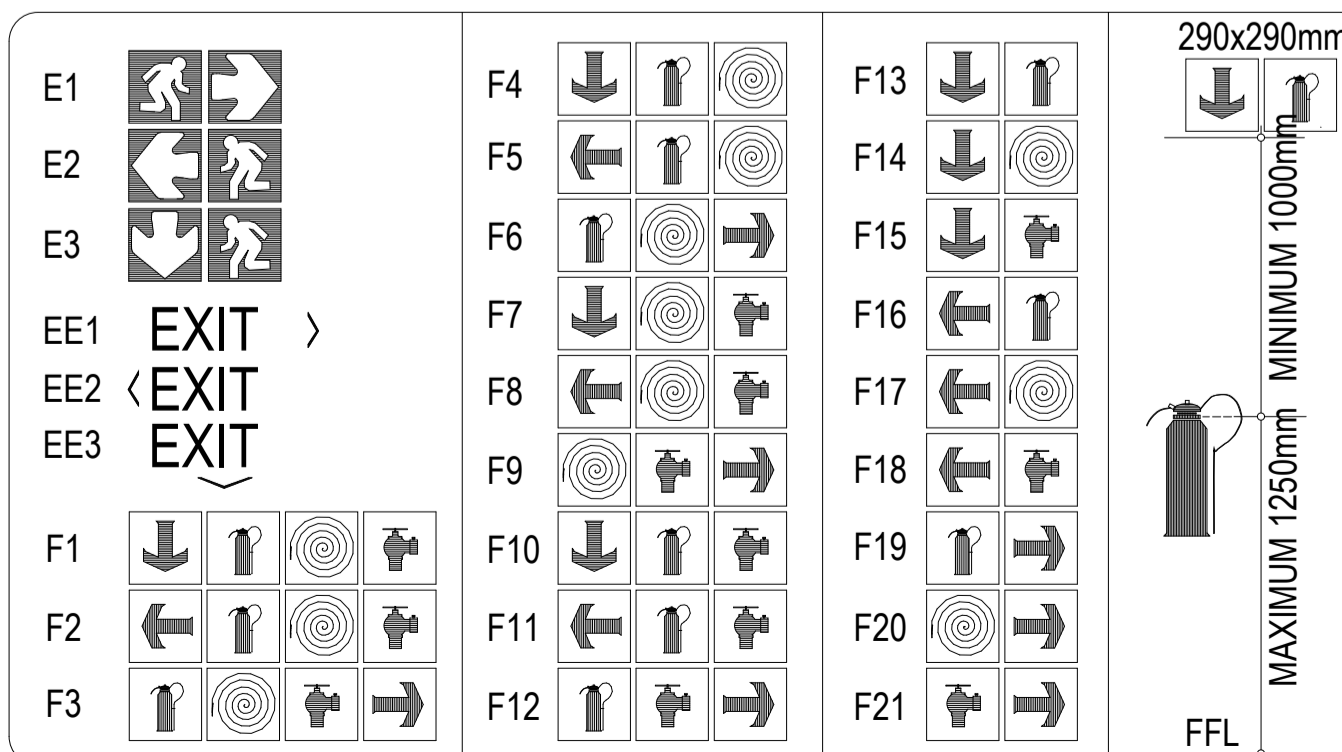 E1
E2
E3
EE1 EXIT >
EE2 < EXIT
EE3 EXIT
F1
F2
F3
F4
F5
F6
F7
F8
F9
F10
F11
F12
F13
F14
F15
F16
F17
F18
F19
F20
F21
290x290mm
MINIMUM 1000mm
MAXIMUM 1250mm
FFL